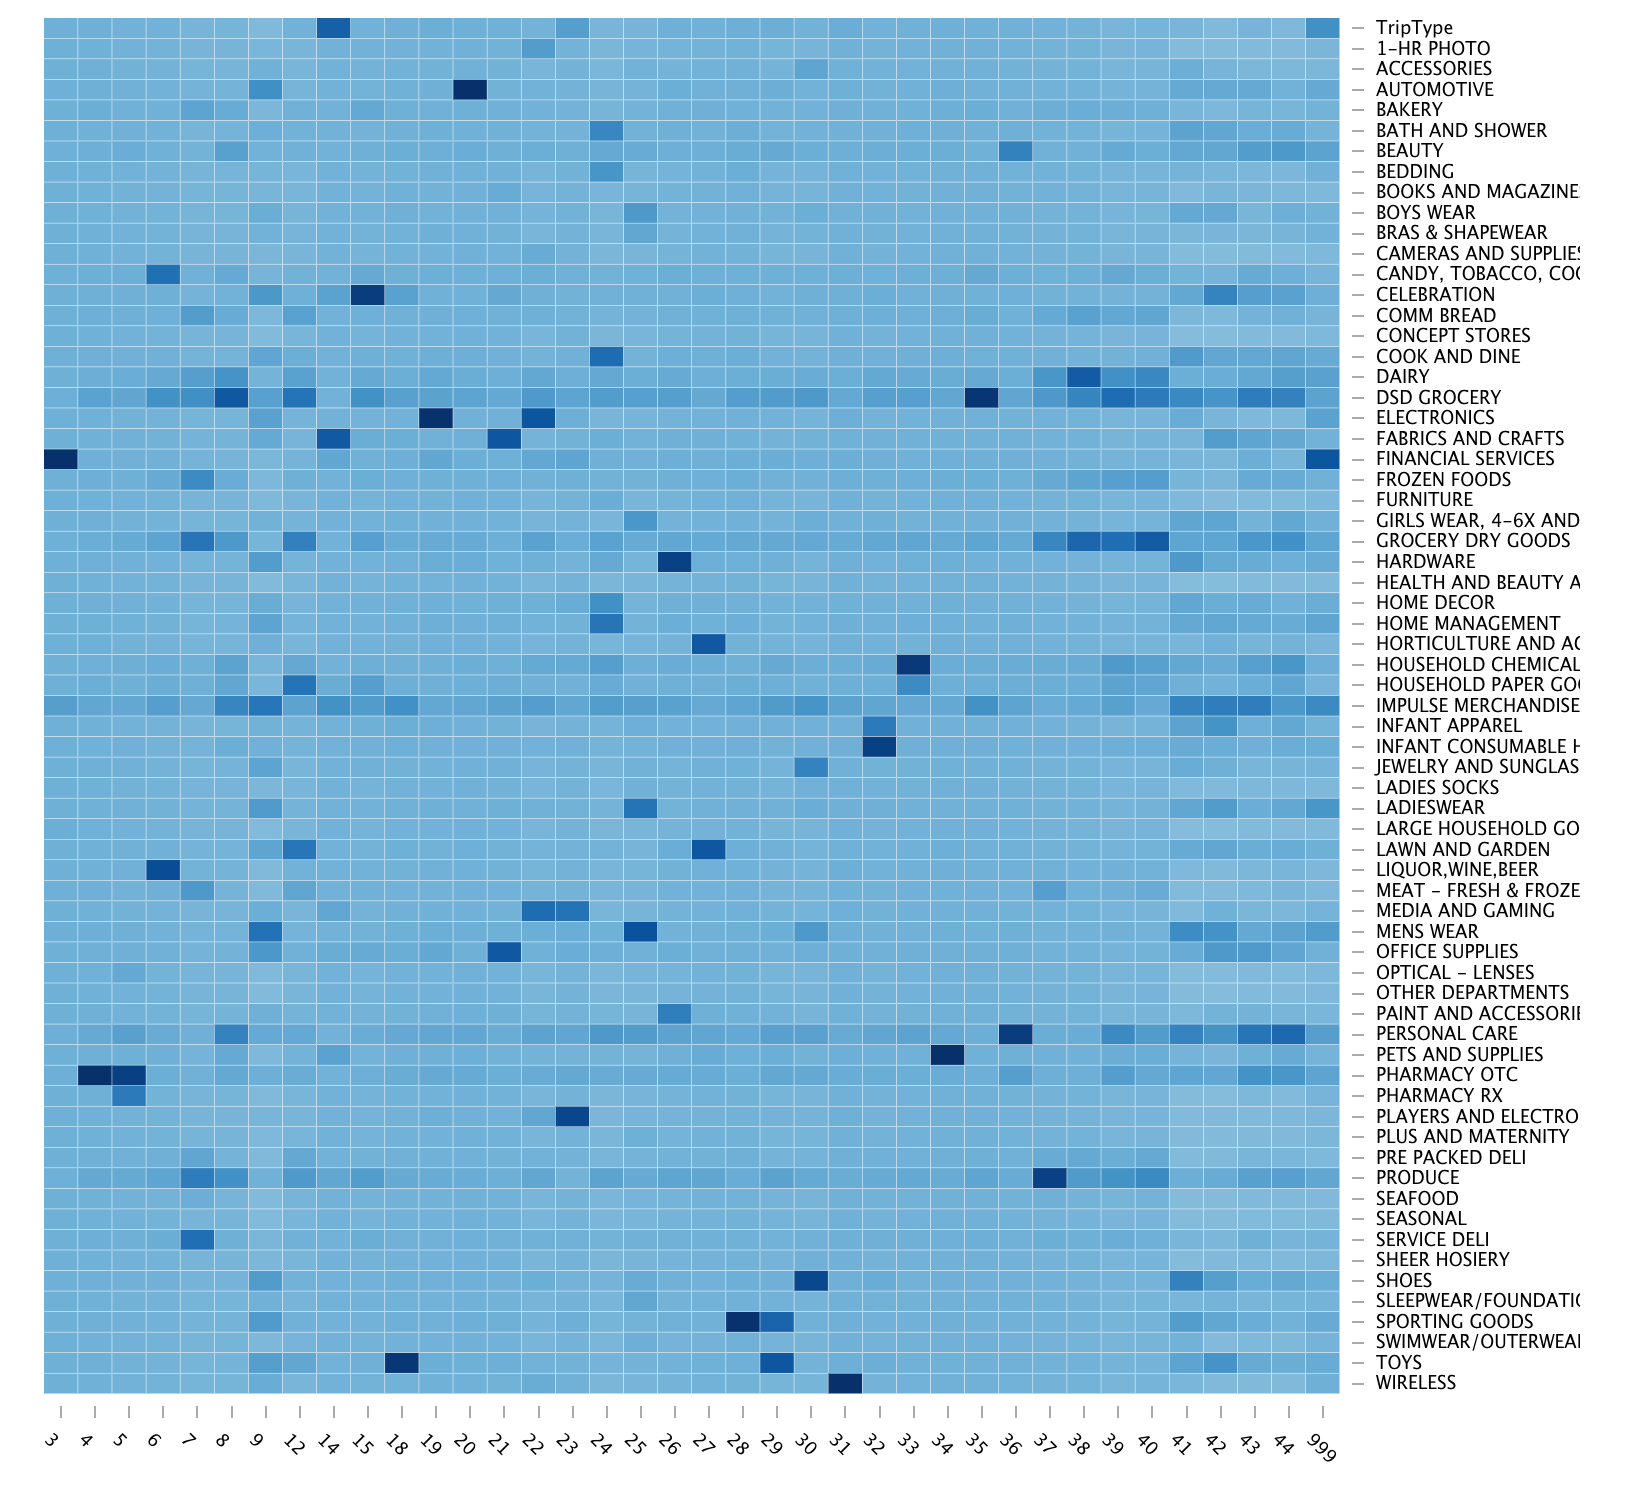 TripType
1-HR PHOTO
ACCESSORIES
AUTOMOTIVE
BAKERY
BATH AND SHOWER
BEAUTY
BEDDING
BOOKS AND MAGAZINE
BOYS WEAR
BRAS & SHAPEWEAR
CAMERAS AND SUPPLIES
CANDY, TOBACCO, COO
CELEBRATION
COMM BREAD
CONCEPT STORES
COOK AND DINE
DAIRY
DSD GROCERY
ELECTRONICS
FABRICS AND CRAFTS
FINANCIAL SERVICES
FROZEN FOODS
FURNITURE
GIRLS WEAR, 4-6X AND
GROCERY DRY GOODS
HARDWARE
HEALTH AND BEAUTY A
HOME DECOR
HOME MANAGEMENT
HORTICULTURE AND AC
HOUSEHOLD CHEMICAL
HOUSEHOLD PAPER GOO
IMPULSE MERCHANDISE
INFANT APPAREL
INFANT CONSUMABLE H
JEWELRY AND SUNGLAS
LADIES SOCKS
LADIESWEAR
LARGE HOUSEHOLD GO
LAWN AND GARDEN
LIQUOR,WINE,BEER
MEAT - FRESH & FROZE
MEDIA AND GAMING
MENS WEAR
OFFICE SUPPLIES
OPTICAL - LENSES
OTHER DEPARTMENTS
PAINT AND ACCESSORIE
PERSONAL CARE
PETS AND SUPPLIES
PHARMACY OTC
PHARMACY RX
PLAYERS AND ELECTRO
PLUS AND MATERNITY
PRE PACKED DELI
PRODUCE
SEAFOOD
SEASONAL
SERVICE DELI
SHEER HOSIERY
SHOES
SLEEPWEAR/FOUNDATIO
SPORTING GOODS
SWIMWEAR/OUTERWEAR
TOYS
WIRELESS
3 4 5 6 7 8 9 12 14 15 18 19 20 21 22 23 24 25 26 27 28 29 30 31 32 33 34 35 36 37 38 39 40 41 42 43 44 999